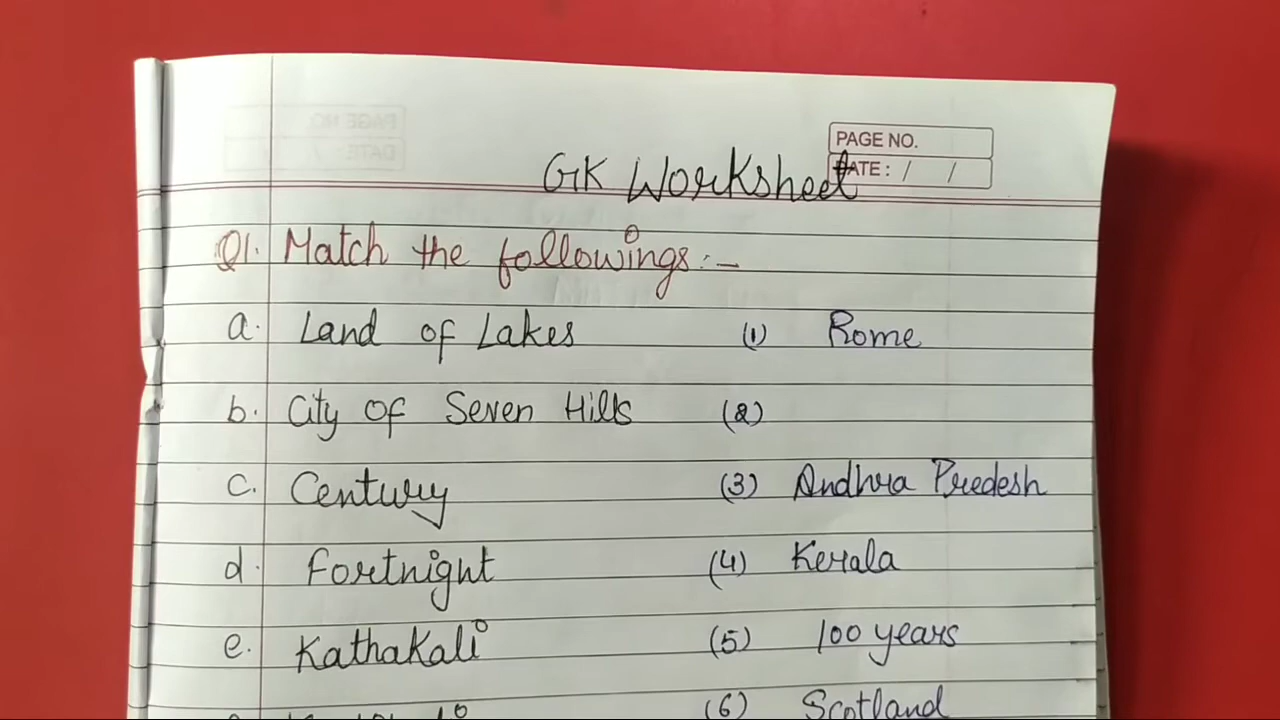 PAGE NO.
DATE: / /
GK Worksheet
Q1. Match the followings:-
a. Land of Lakes (1) Rome
b. City of Seven Hills (2)
c. Century (3) Andhra Predesh
d. Fortnight (4) Kerala
e. Kathakali (5) 100 years
(6) Scotland